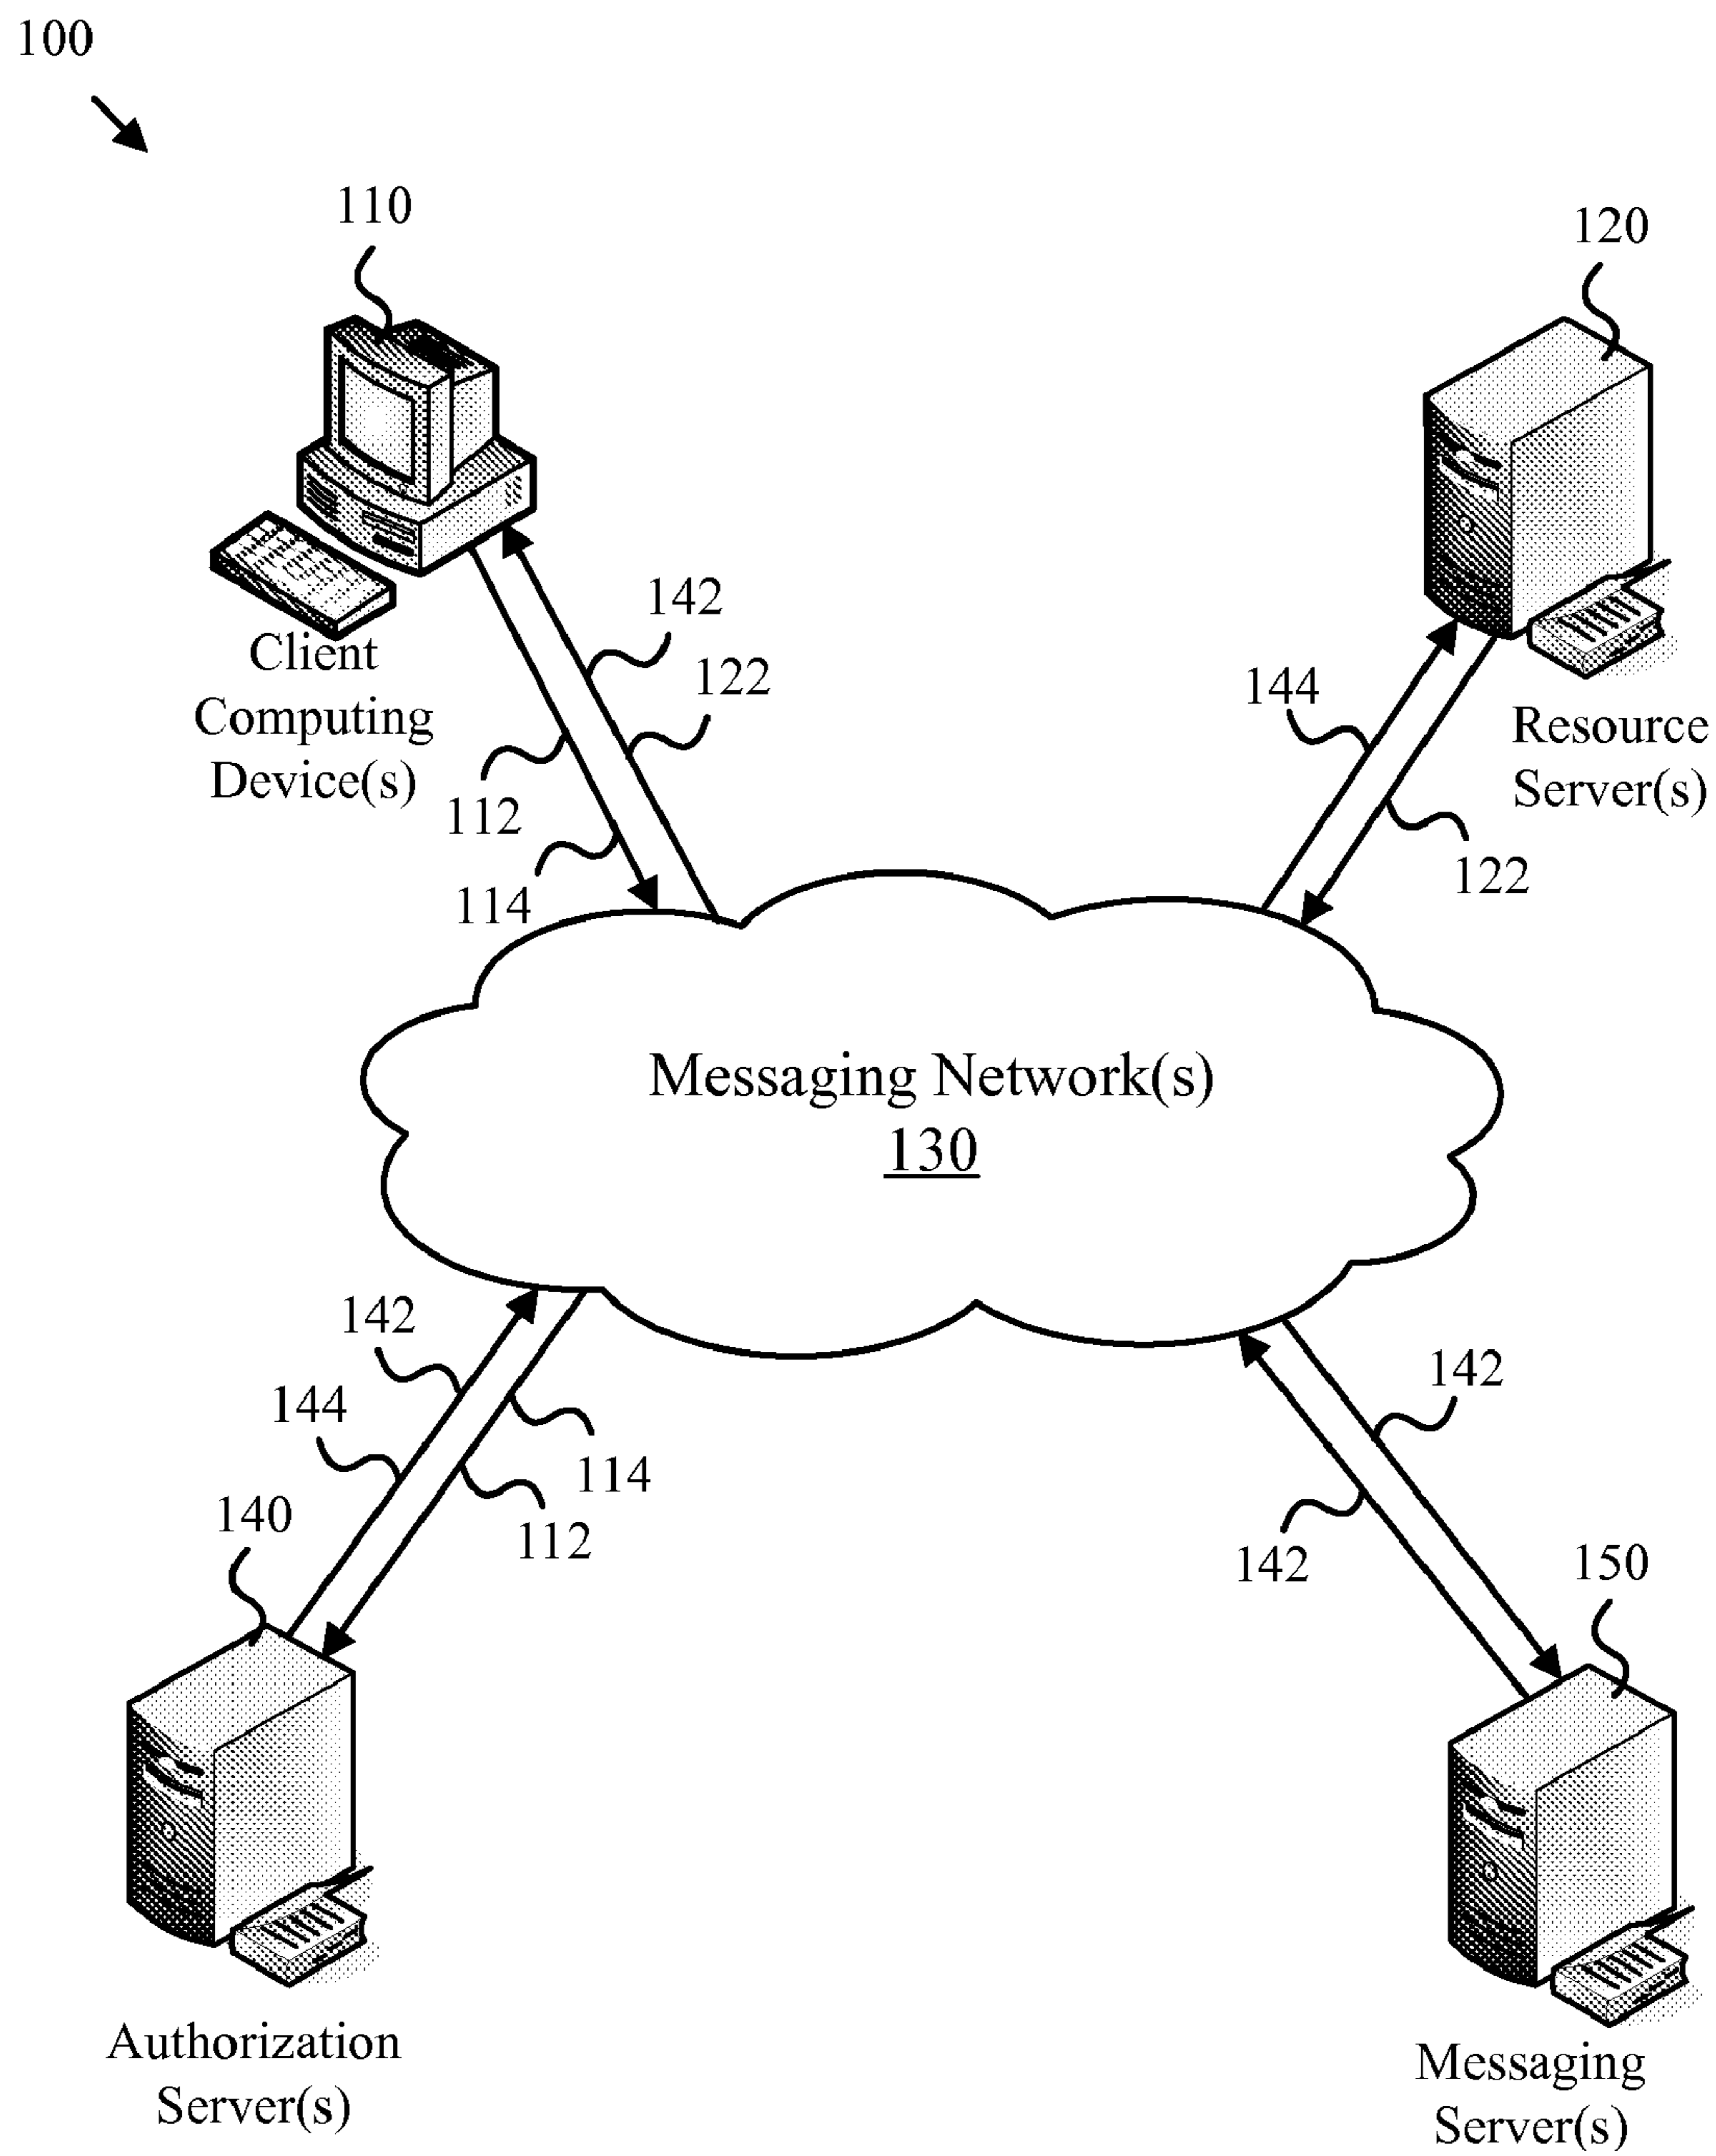 100
110
120
142
122
144
Client
Computing
Device(s)
Resource
Server(s)
112
114
122
Messaging Network(s)
130
142
144
114
112
140
142
142
150
Authorization
Server(s)
Messaging
Server(s)